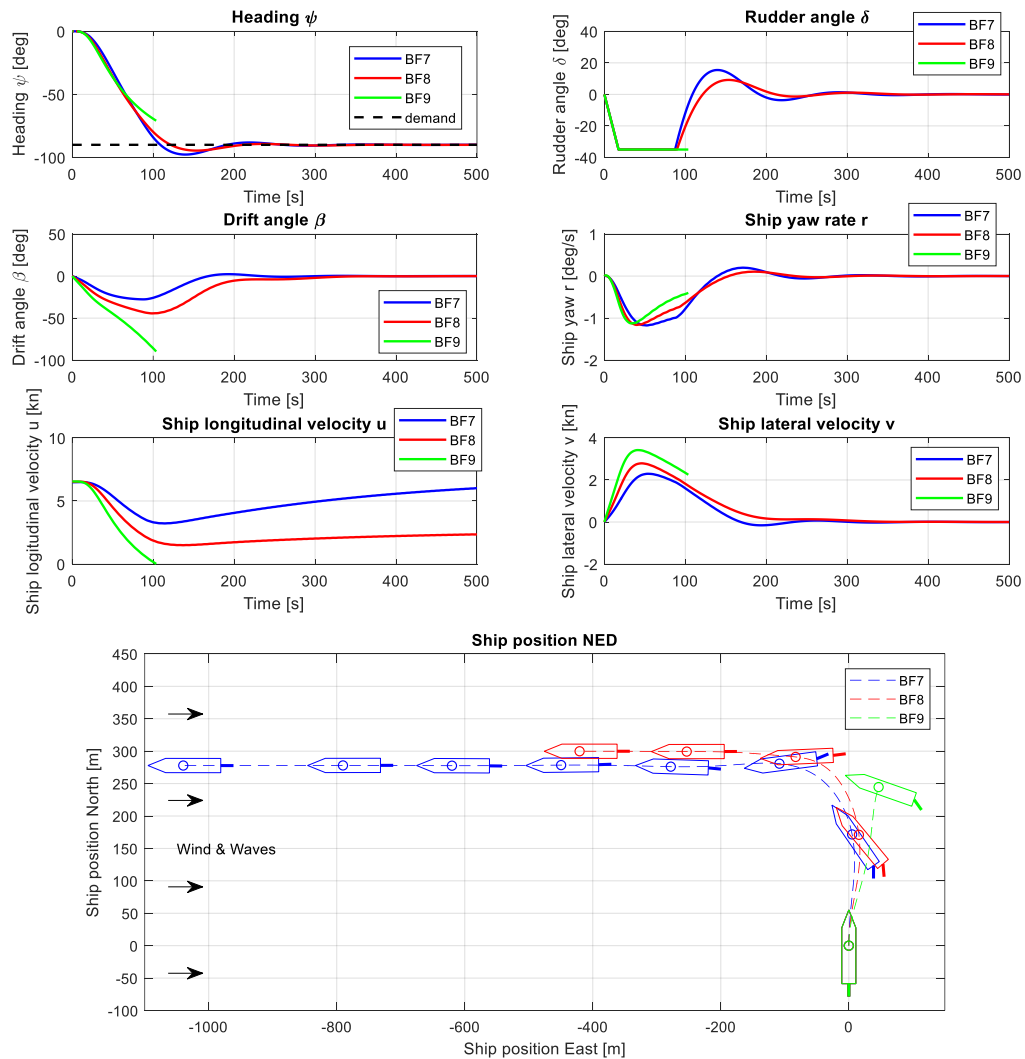 Heading ψ
Heading ψ [deg]
0
-50
-100
0 100 200 300 400 500
Time [s]
BF7
BF8
BF9
demand
Rudder angle δ
Rudder angle δ [deg]
40
20
0
-20
-40
0 100 200 300 400 500
Time [s]
BF7
BF8
BF9
Drift angle β
Drift angle β [deg]
50
0
-50
-100
0 100 200 300 400 500
Time [s]
BF7
BF8
BF9
Ship yaw rate r
Ship yaw r [deg/s]
1
0
-1
-2
0 100 200 300 400 500
Time [s]
BF7
BF8
BF9
Ship longitudinal velocity u
Ship logitudinal velocity u [kn]
10
5
0
0 100 200 300 400 500
Time [s]
BF7
BF8
BF9
Ship lateral velocity v
Ship lateral velocity v [kn]
4
2
0
-2
0 100 200 300 400 500
Time [s]
BF7
BF8
BF9
Ship position NED
Ship position North [m]
450
400
350
300
250
200
150
100
50
0
-50
-100
-1000 -800 -600 -400 -200 0
Ship position East [m]
Wind & Waves
BF7
BF8
BF9